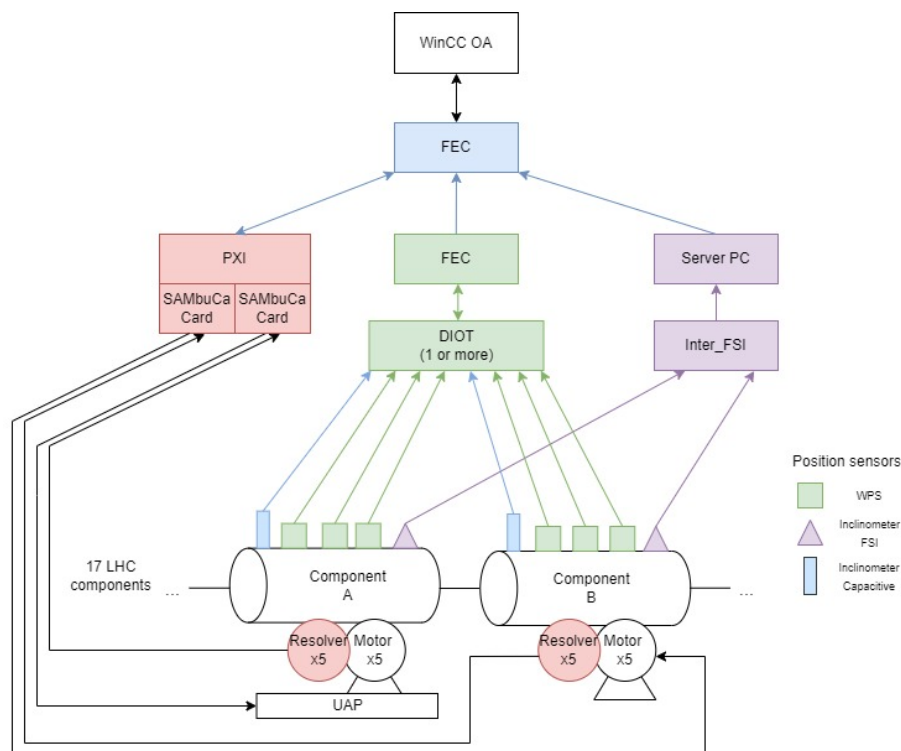 WinCC OA
FEC
PXI
SAMbuCa
Card
SAMbuCa
Card
FEC
Server PC
DIOT
(1 or more)
Inter_FSI
Position sensors
WPS
Inclinometer
FSI
Inclinometer
Capacitive
17 LHC
components
...
Component
A
Component
B
...
Resolver
x5
Motor
x5
Resolver
x5
Motor
x5
UAP